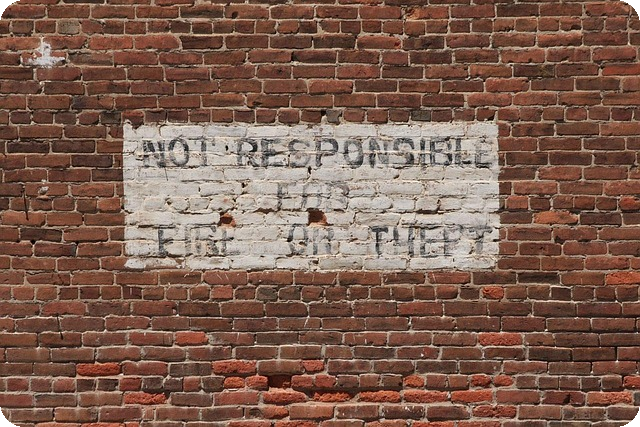 NOT RESPONSIBLE
FOR
FIRE OR THEFT